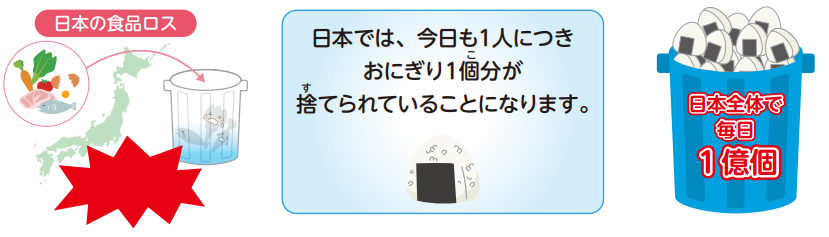 日本の食品ロス
日本では、今日も1人につき
おにぎり1個分が
捨てられていることになります。
日本全体で
毎日
1億個